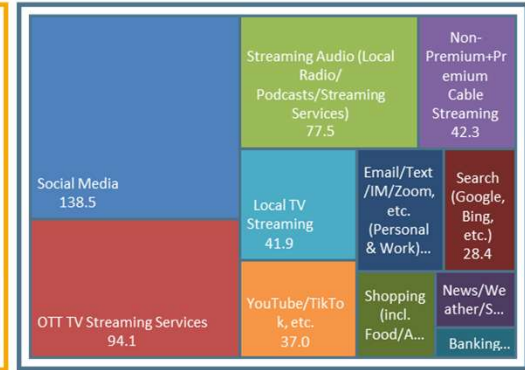 Social Media
138.5
OTT TV Streaming Services
94.1
Streaming Audio (Local
Radio/
Podcasts/Streaming
Services)
77.5
Non-
Premium+Pr
emium
Cable
Streaming
42.3
Local TV
Streaming
41.9
YouTube/TikTo
k, etc.
37.0
Email/Text
/IM/Zoom,
etc.
(Personal
& Work)...
Search
(Google,
Bing,
etc.)
28.4
Shopping
(incl.
Food/A...
News/We
ather/S...
Banking...